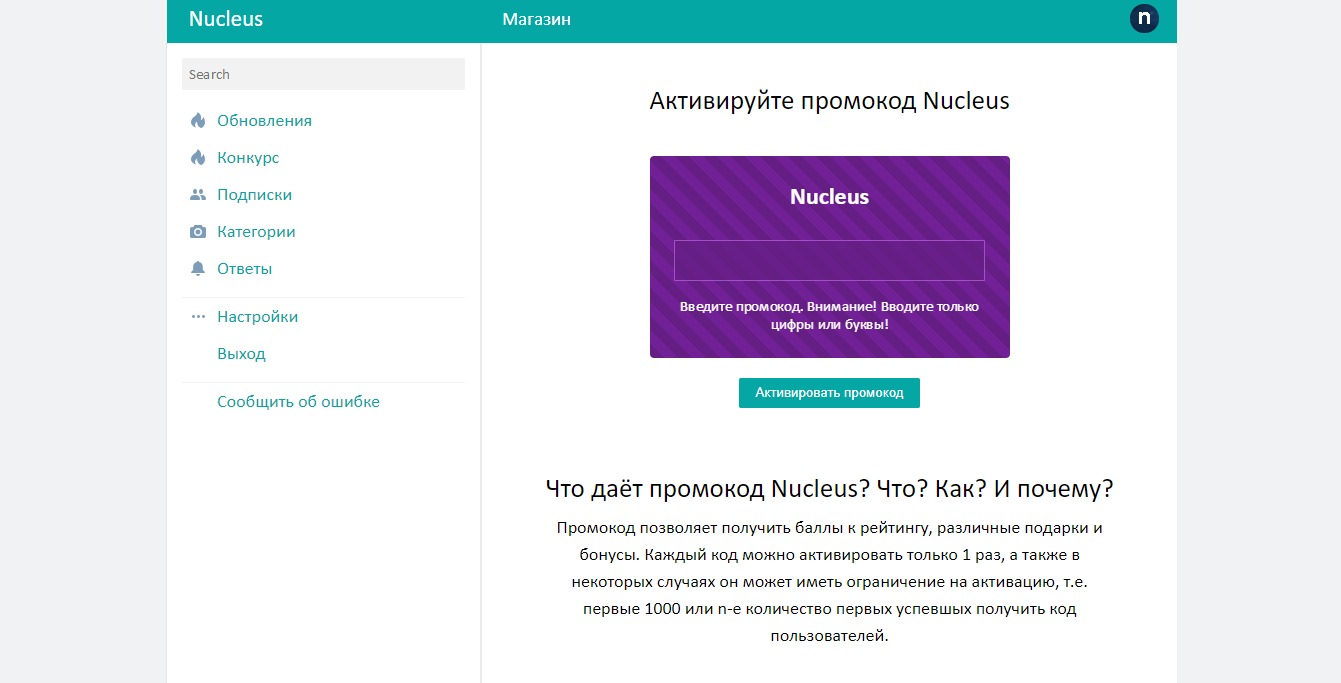 Nucleus
Магазин
n
Search
Обновления
Конкурс
Подписки
Категории
Ответы
Настройки
Выход
Сообщить об ошибке
Активируйте промокод Nucleus
Nucleus
Введите промокод. Внимание! Вводите только
цифры или буквы!
Активировать промокод
Что даёт промокод Nucleus? Что? Как? И почему?
Промокод позволяет получить баллы к рейтингу, различные подарки и
бонусы. Каждый код можно активировать только 1 раз, а также в
некоторых случаях он может иметь ограничение на активацию, т.е.
первые 1000 или n-е количество первых успевших получить код
пользователей.